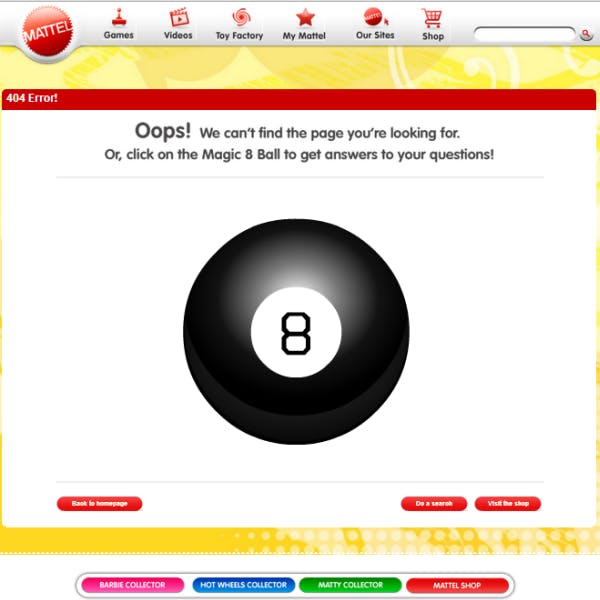 MATTEL
Games
Videos
Toy Factory
My Mattel
Our Sites
Shop
404 Error!
Oops! We can't find the page you're looking for.
Or, click on the Magic 8 Ball to get answers to your questions!
8
Back to homepage
Do a search
Visit the shop
BARBIE COLLECTOR
HOT WHEELS COLLECTOR
MATTY COLLECTOR
MATTEL SHOP